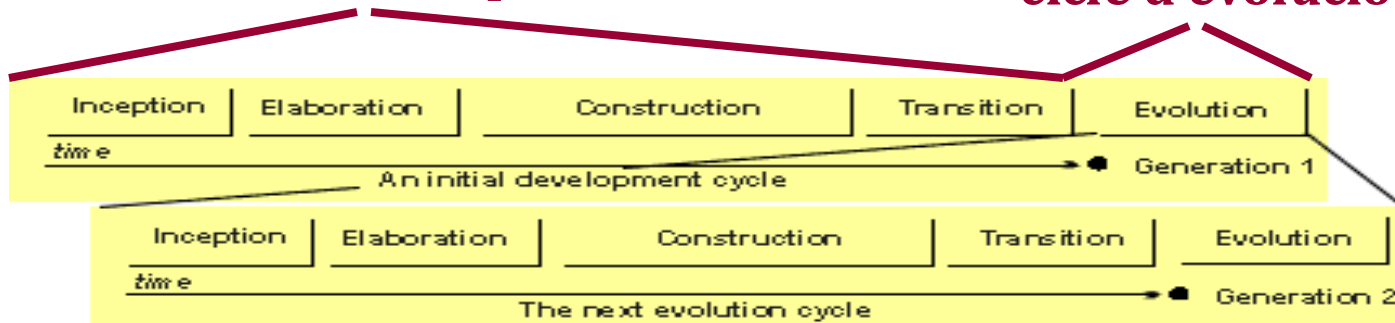 cicle d'evolució
Inception Elaboration Construction Transition Evolution
time
Generation 1
An initial development cycle
Inception Elaboration Construction Transition Evolution
time
Generation 2
The next evolution cycle